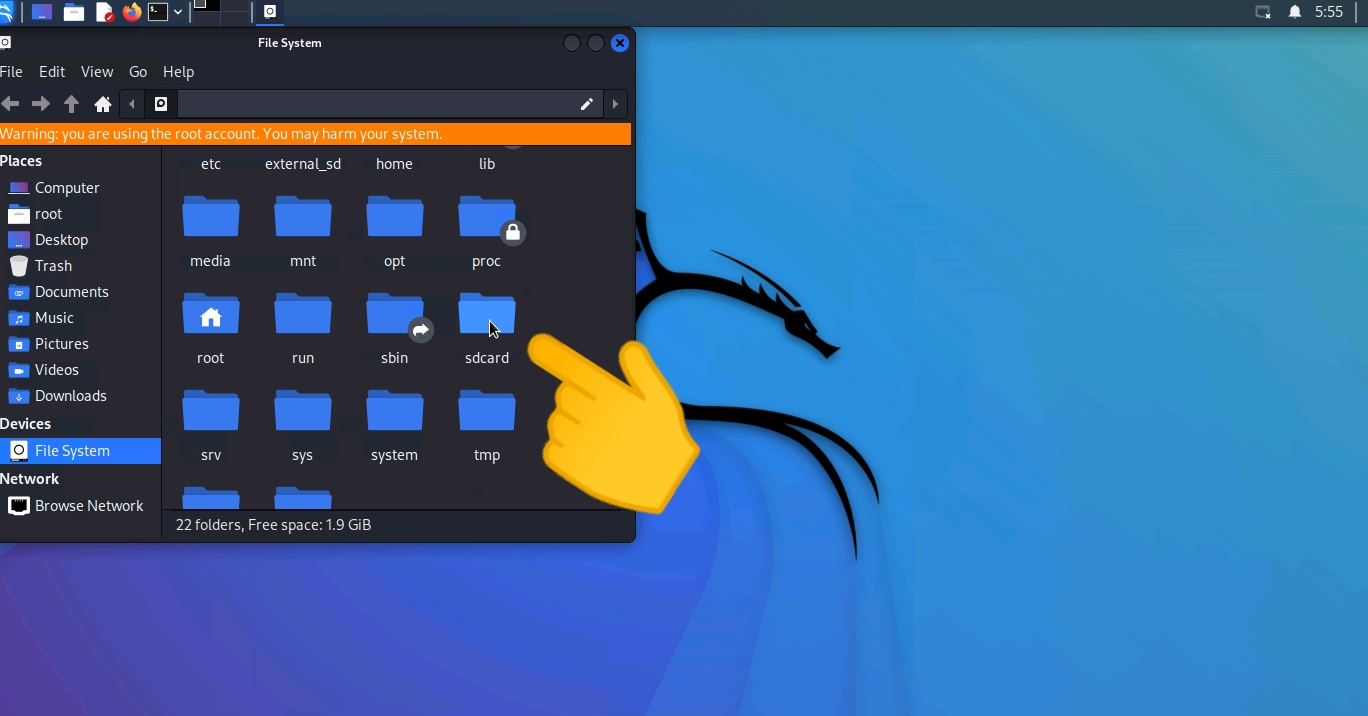 5:55
File System
File Edit View Go Help
Warning: you are using the root account. You may harm your system.
Places
Computer
root
Desktop
Trash
Documents
Music
Pictures
Videos
Downloads
Devices
File System
Network
Browse Network
etc external_sd home lib
media mnt opt proc
root run sbin sdcard
srv sys system tmp
22 folders, Free space: 1.9 GiB